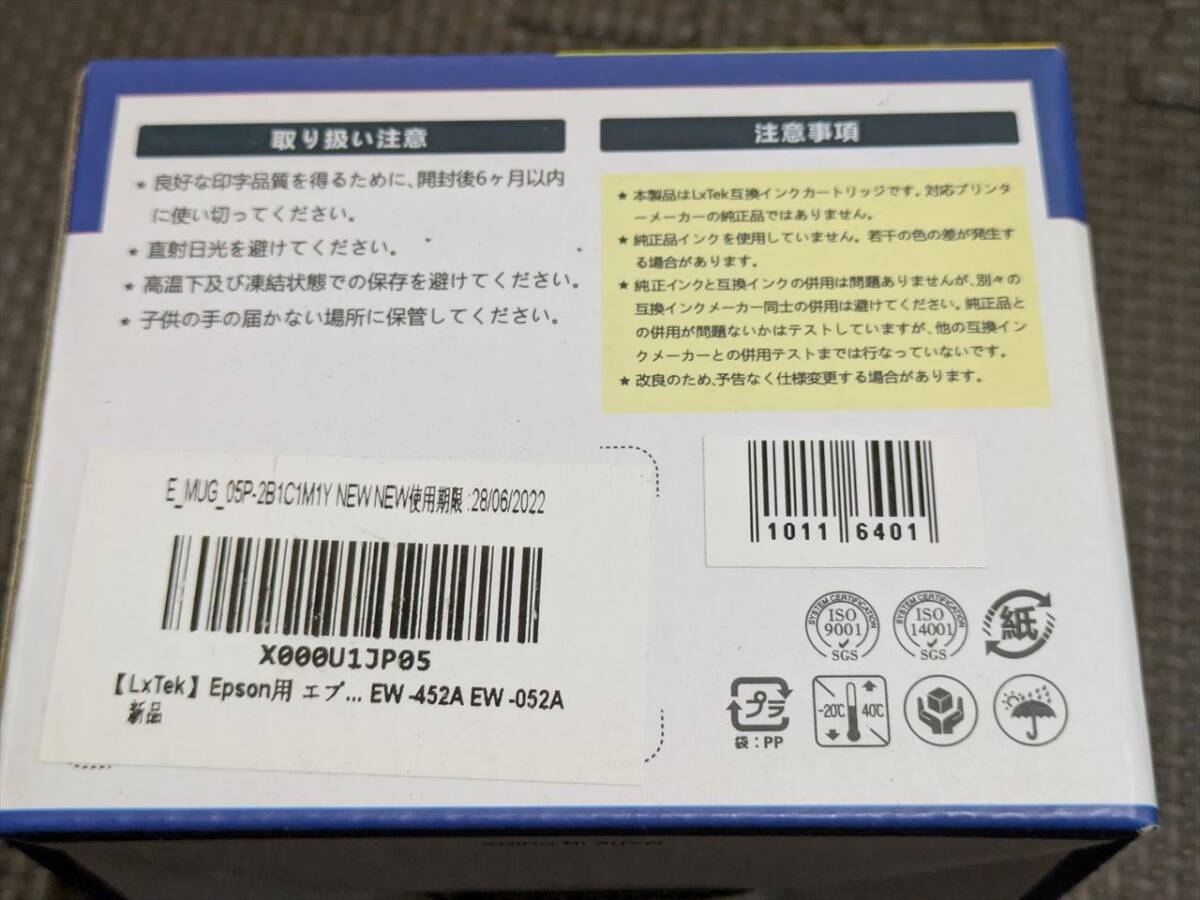 取り扱い注意
★ 良好な印字品質を得るために、開封後6ヶ月以内
に使い切ってください。
★ 直射日光を避けてください。
★ 高温下及び凍結状態での保存を避けてください。
★ 子供の手の届かない場所に保管してください。
注意事項
★ 本製品はLxTek互換インクカートリッジです。対応プリンタ
ーメーカーの純正品ではありません。
★ 純正品インクを使用していません。若干の色の差が発生す
る場合があります。
★ 純正インクと互換インクの併用は問題ありませんが、別々の
互換インクメーカー同士の併用は避けてください。純正品と
の併用が問題ないかはテストしていますが、他の互換イン
クメーカーとの併用テストまでは行なっていないです。
★ 改良のため、予告なく仕様変更する場合があります。
E_MUG_05P-2B1C1M1Y NEW NEW使用期限 :28/06/2022
X000U1JP05
【LxTek】Epson用 エプ... EW -452A EW -052A
新品
1011 6401
SYSTEM CERTIFICATION
ISO
9001
SGS
SYSTEM CERTIFICATION
ISO
14001
SGS
紙
プラ
袋：PP
-20℃ 40℃